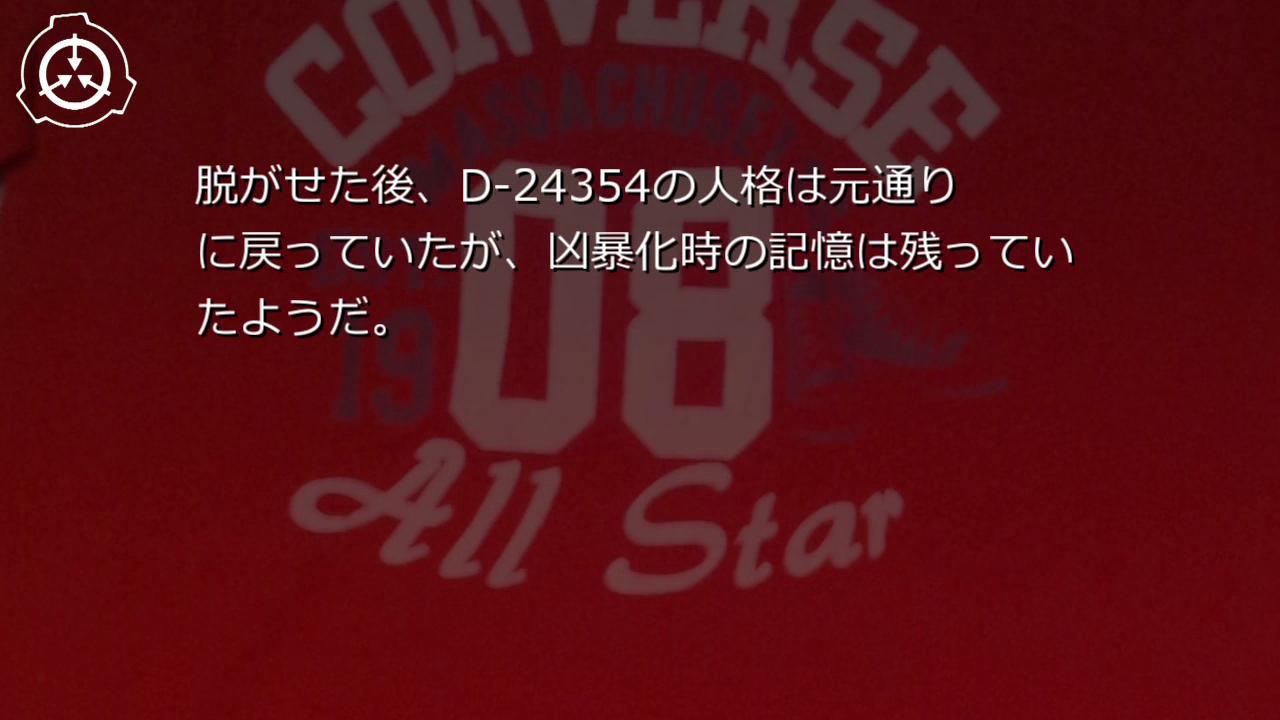 CONVERSE
MASSACHUSETTS
脱がせた後、D-24354の人格は元通り
に戻っていたが、凶暴化時の記憶は残ってい
たようだ。
19
08
All Star